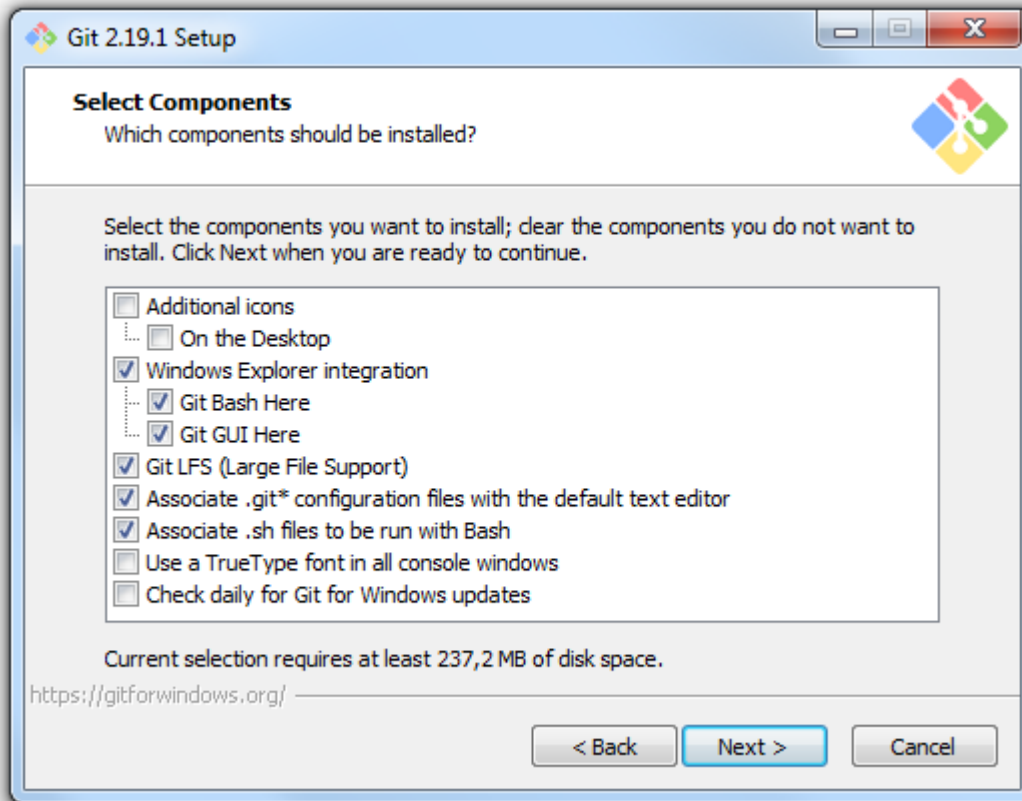 Git 2.19.1 Setup
Select Components
Which components should be installed?
Select the components you want to install; clear the components you do not want to
install. Click Next when you are ready to continue.
Additional icons
On the Desktop
Windows Explorer integration
Git Bash Here
Git GUI Here
Git LFS (Large File Support)
Associate .git* configuration files with the default text editor
Associate .sh files to be run with Bash
Use a TrueType font in all console windows
Check daily for Git for Windows updates
Current selection requires at least 237,2 MB of disk space.
https://gitforwindows.org/
< Back Next > Cancel